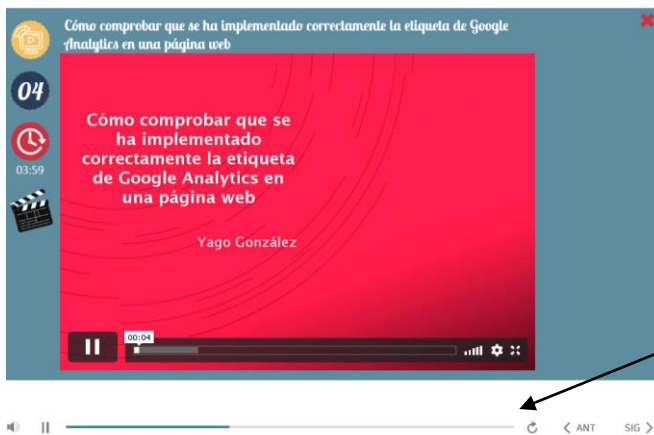 Cómo comprobar que se ha implementado correctamente la etiqueta de Google
Analytics en una página web
04
03:59
Cómo comprobar que se
ha implementado
correctamente la etiqueta
de Google Analytics en
una página web
Yago González
00:04
ANT
SIG